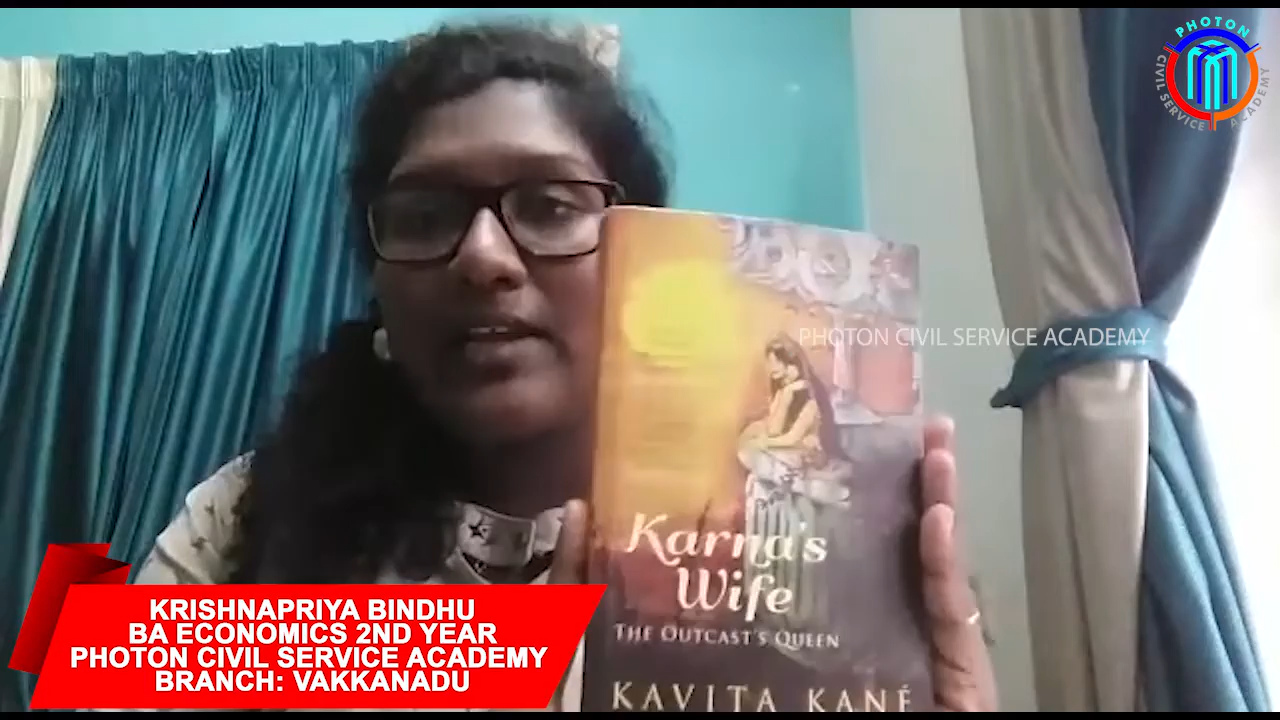 PHOTON
CIVIL SERVICE ACADEMY
PHOTON CIVIL SERVICE ACADEMY
Karna's
Wife
THE OUTCAST'S QUEEN
KAVITA KANÉ
KRISHNAPRIYA BINDHU
BA ECONOMICS 2ND YEAR
PHOTON CIVIL SERVICE ACADEMY
BRANCH: VAKKANADU